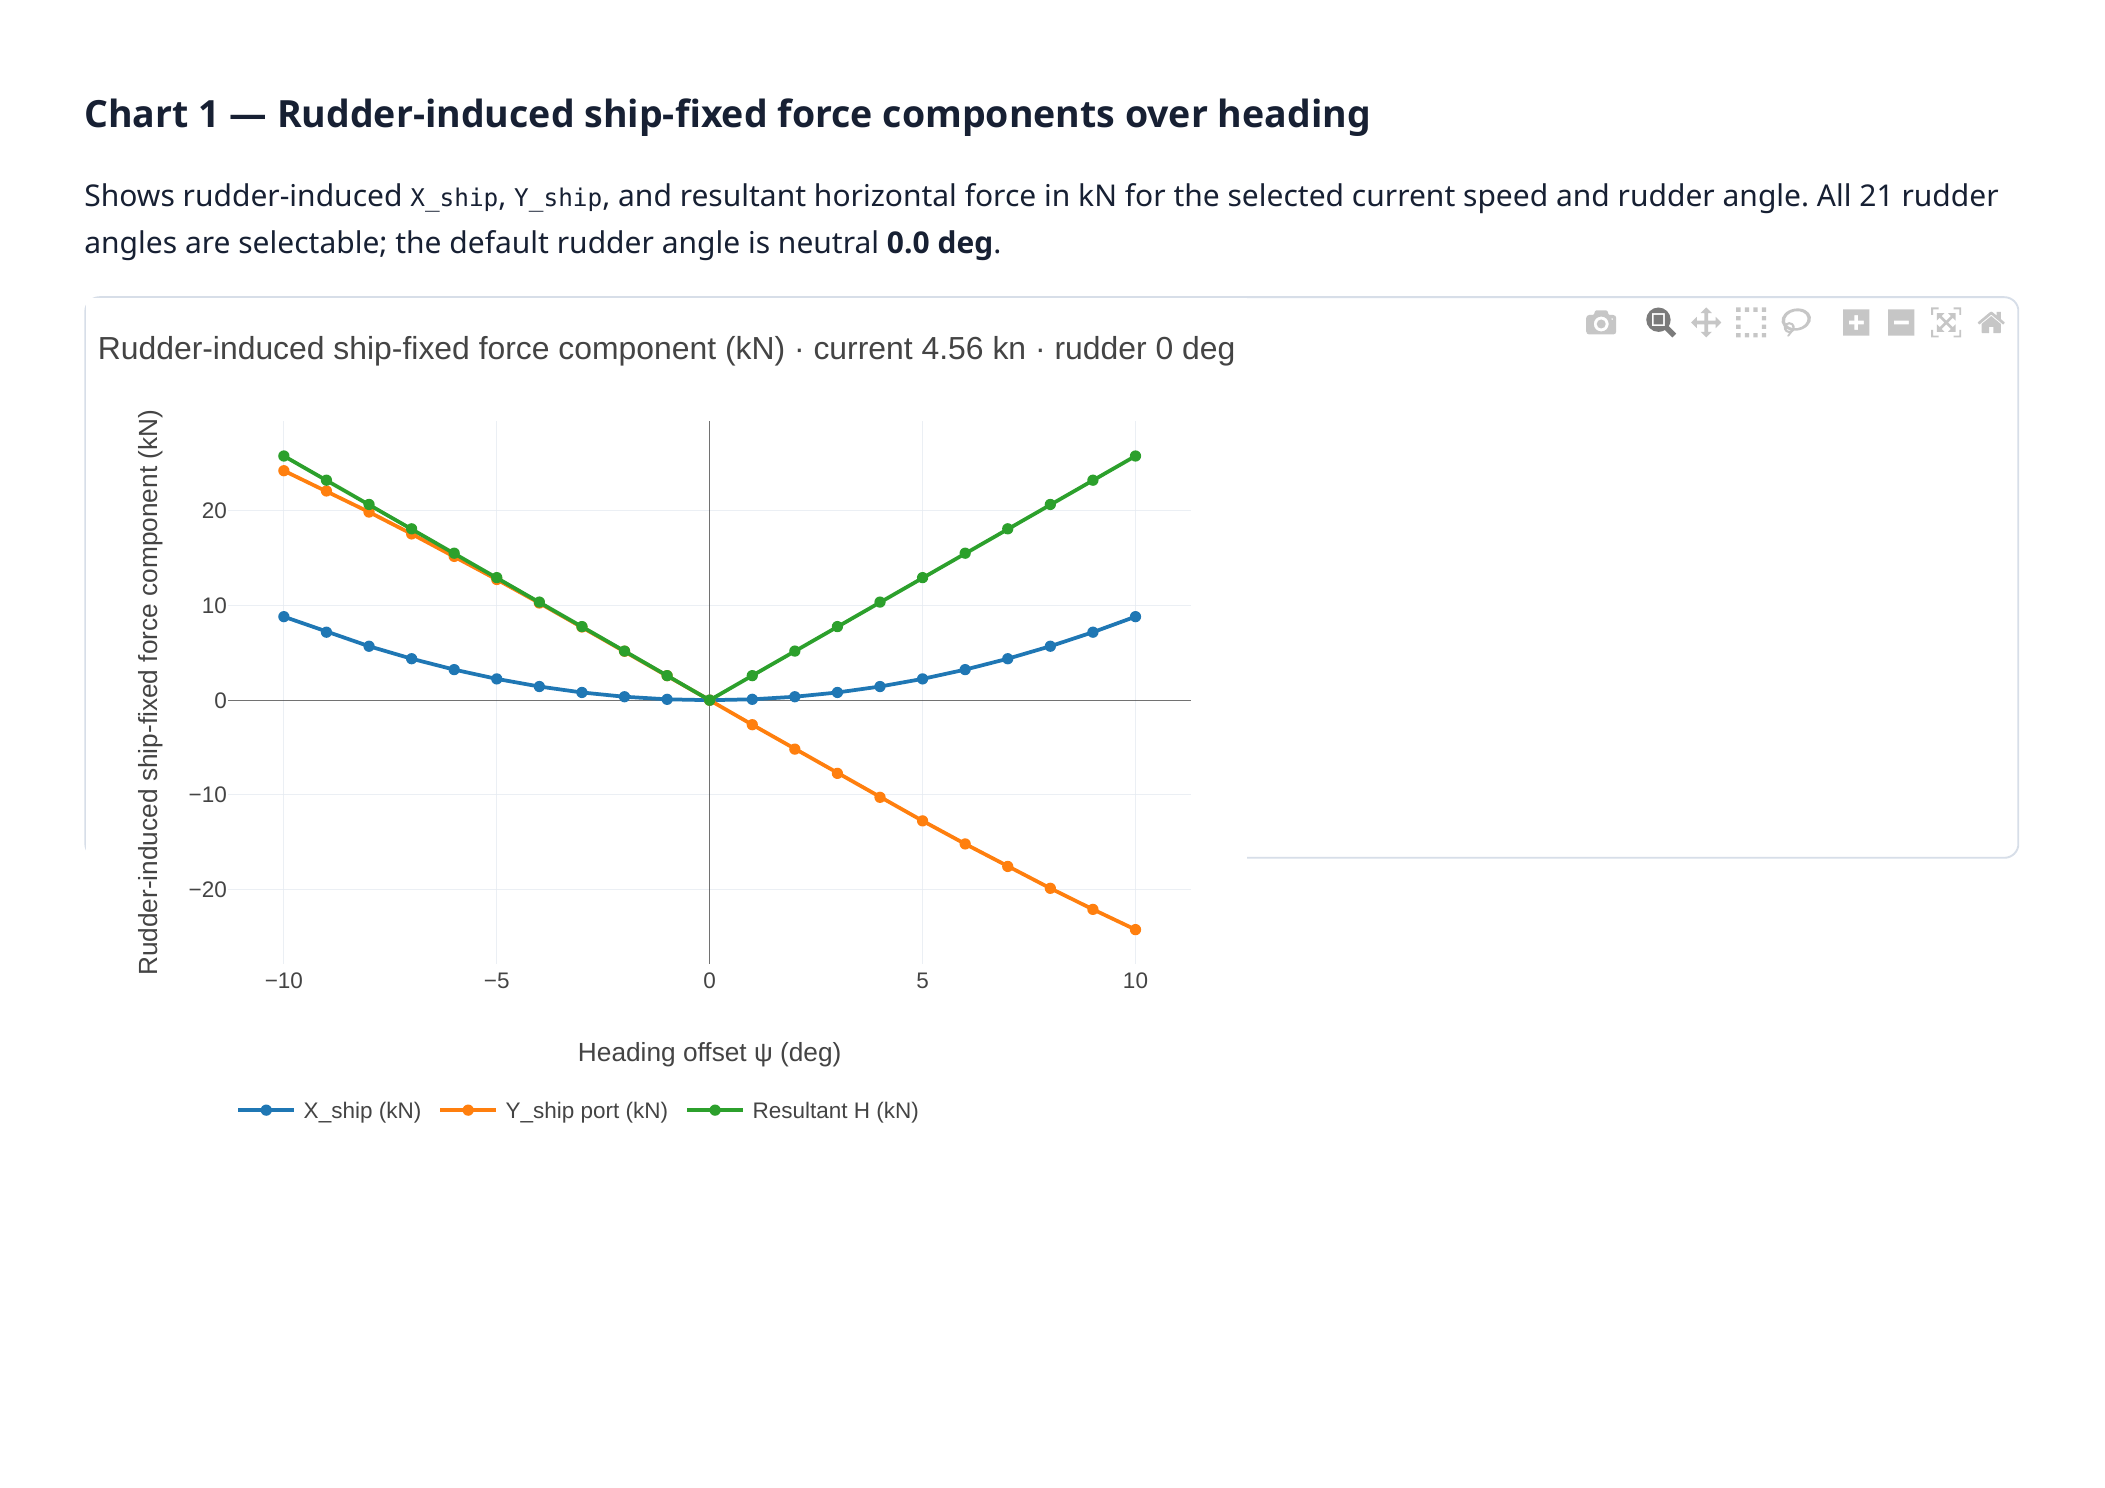 Chart 1 — Rudder-induced ship-fixed force components over heading
Shows rudder-induced X_ship, Y_ship, and resultant horizontal force in kN for the selected current speed and rudder angle. All 21 rudder
angles are selectable; the default rudder angle is neutral 0.0 deg.
Rudder-induced ship-fixed force component (kN) · current 4.56 kn · rudder 0 deg
Rudder-induced ship-fixed force component (kN)
20
10
0
−10
−20
−10
−5
0
5
10
Heading offset ψ (deg)
X_ship (kN)
Y_ship port (kN)
Resultant H (kN)